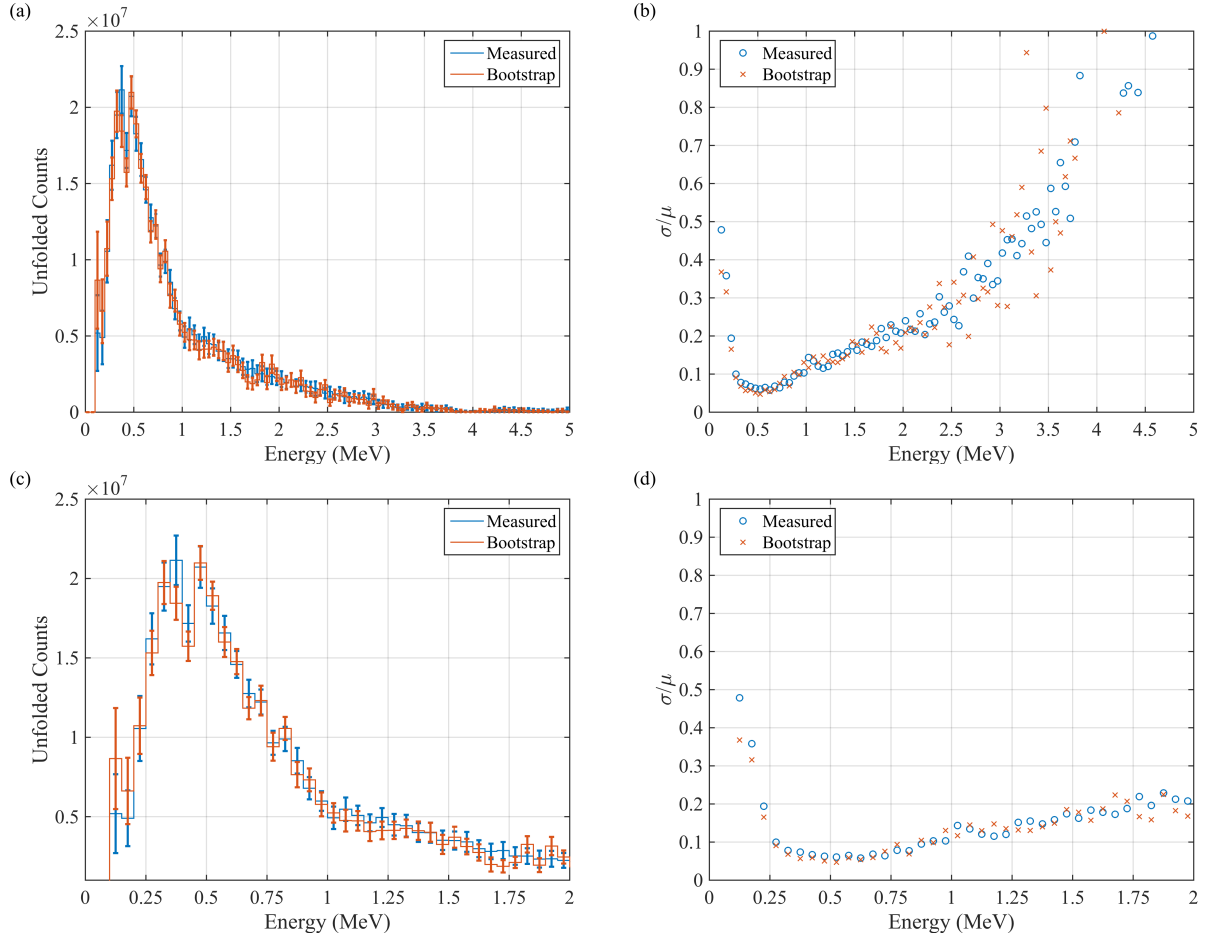 (a)
×10⁷
2.5
2
1.5
1
0.5
0
Unfolded Counts
Measured
Bootstrap
0 0.5 1 1.5 2 2.5 3 3.5 4 4.5 5
Energy (MeV)
(b)
1
0.9
0.8
0.7
0.6
0.5
0.4
0.3
0.2
0.1
0
σ/μ
Measured
Bootstrap
0 0.5 1 1.5 2 2.5 3 3.5 4 4.5 5
Energy (MeV)
(c)
×10⁷
2.5
2
1.5
1
0.5
Unfolded Counts
Measured
Bootstrap
0.25 0.5 0.75 1 1.25 1.5 1.75 2
Energy (MeV)
(d)
1
0.9
0.8
0.7
0.6
0.5
0.4
0.3
0.2
0.1
0
σ/μ
Measured
Bootstrap
0 0.25 0.5 0.75 1 1.25 1.5 1.75 2
Energy (MeV)